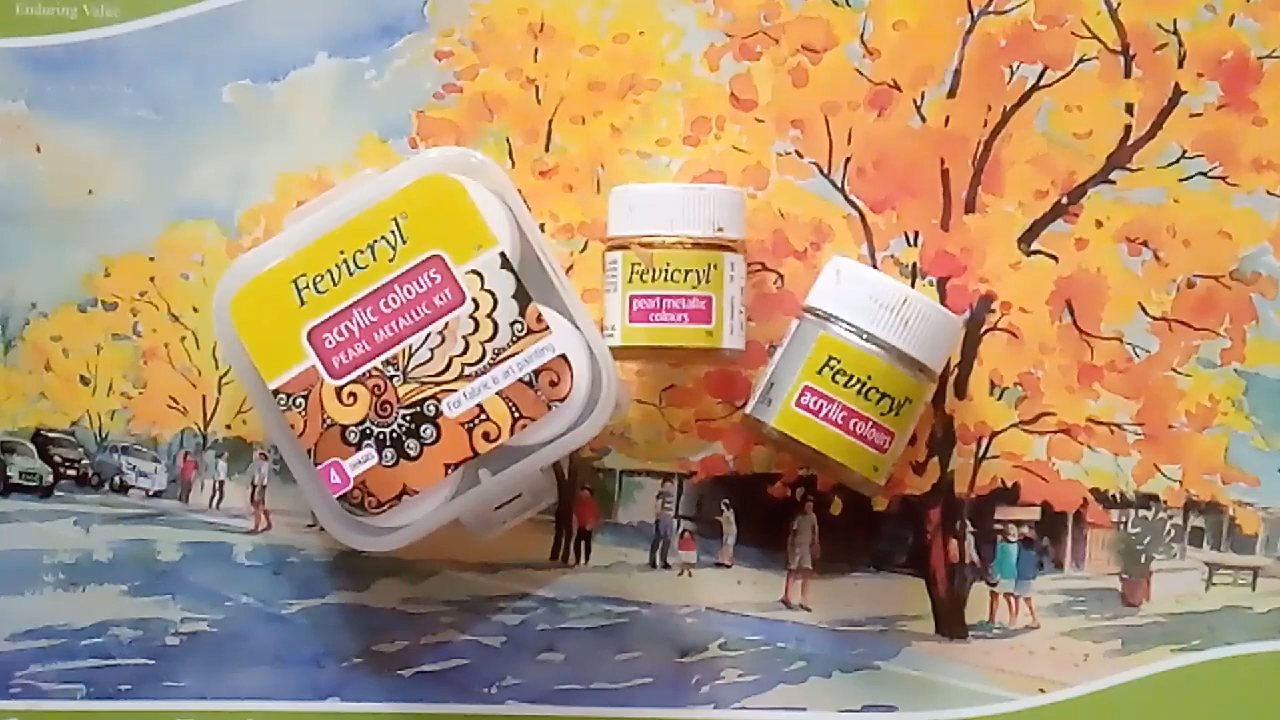 Enduring Value
Fevicryl®
acrylic colours
PEARL METALLIC KIT
For fabric & art painting
4
SHADES
Fevicryl®
pearl metallic
colours
Fevicryl®
acrylic colours